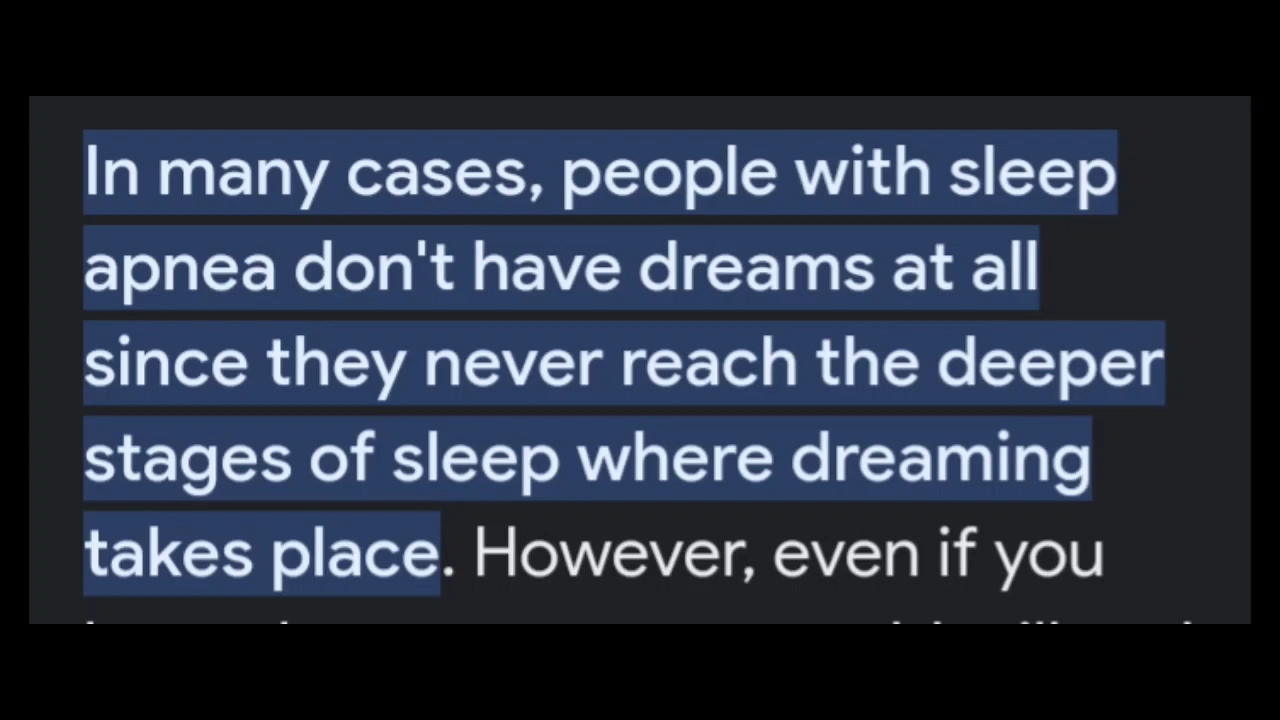 In many cases, people with sleep
apnea don't have dreams at all
since they never reach the deeper
stages of sleep where dreaming
takes place. However, even if you